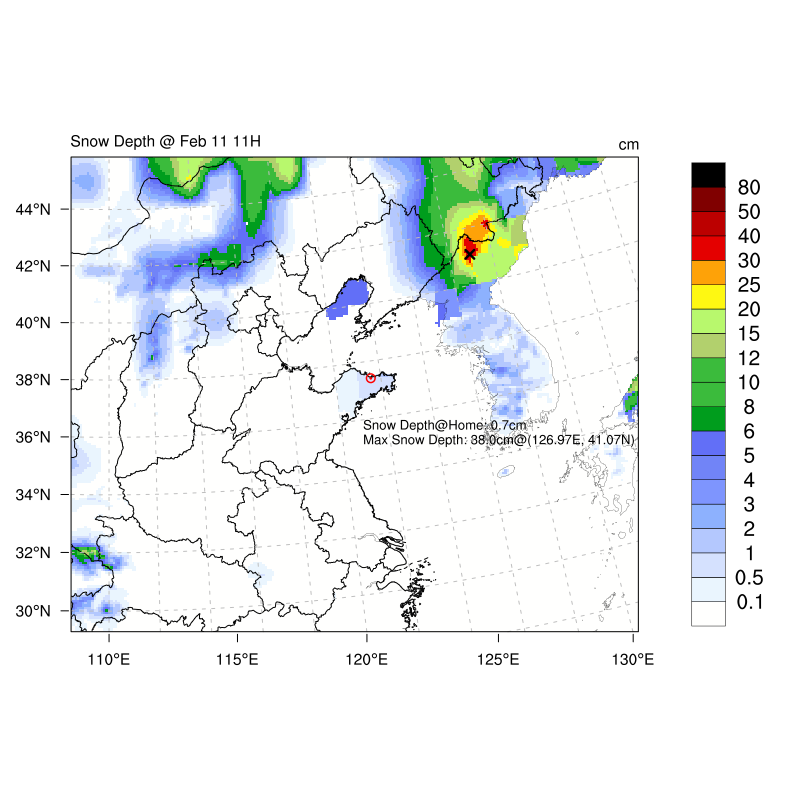 Snow Depth @ Feb 11 11H
cm
44°N
42°N
40°N
38°N
36°N
34°N
32°N
30°N
110°E
115°E
120°E
125°E
130°E
Snow Depth@Home: 0.7cm
Max Snow Depth: 38.0cm@(126.97E, 41.07N)
80
50
40
30
25
20
15
12
10
8
6
5
4
3
2
1
0.5
0.1